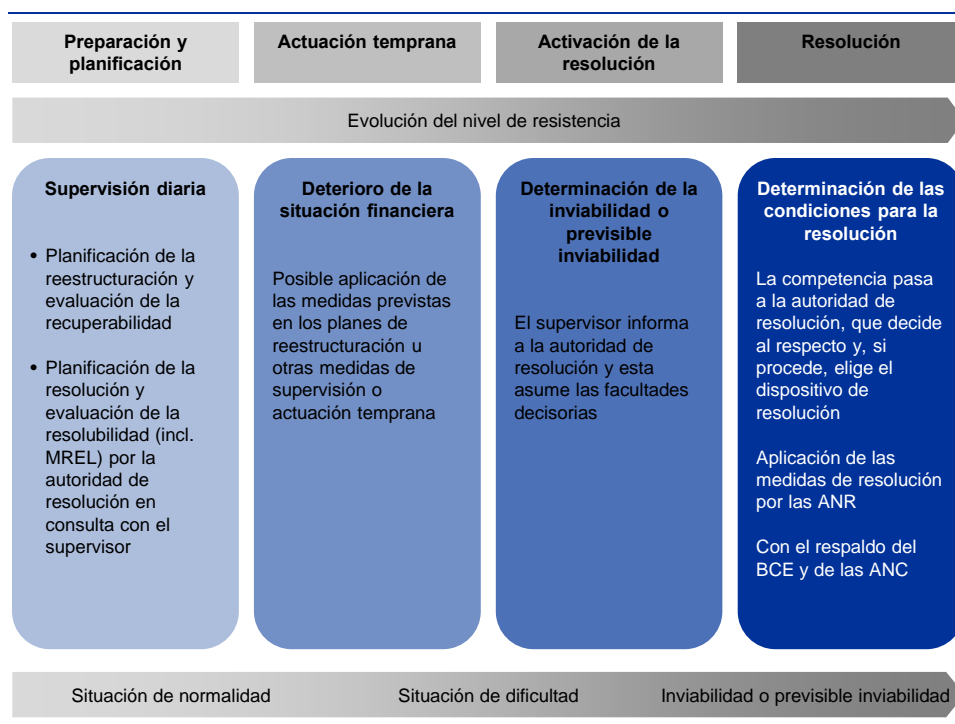 Preparación y
planificación
Actuación temprana
Activación de la
resolución
Resolución
Evolución del nivel de resistencia
Supervisión diaria
• Planificación de la
reestructuración y
evaluación de la
recuperabilidad
• Planificación de la
resolución y
evaluación de la
resolubilidad (incl.
MREL) por la
autoridad de
resolución en
consulta con el
supervisor
Deterioro de la
situación financiera
Posible aplicación de
las medidas previstas
en los planes de
reestructuración u
otras medidas de
supervisión o
actuación temprana
Determinación de la
inviabilidad o
previsible
inviabilidad
El supervisor informa
a la autoridad de
resolución y esta
asume las facultades
decisorias
Determinación de las
condiciones para la
resolución
La competencia pasa
a la autoridad de
resolución, que decide
al respecto y, si
procede, elige el
dispositivo de
resolución
Aplicación de las
medidas de resolución
por las ANR
Con el respaldo del
BCE y de las ANC
Situación de normalidad
Situación de dificultad
Inviabilidad o previsible inviabilidad